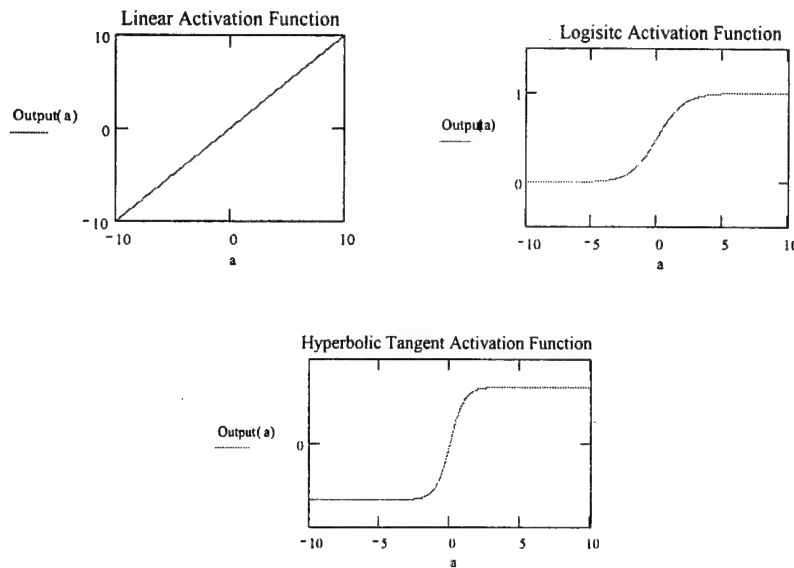 Linear Activation Function
10
Output(a)
0
−10
−10 0 10
a
Logisitc Activation Function
1
Output(a)
0
−10 −5 0 5 10
a
Hyperbolic Tangent Activation Function
Output(a)
0
−10 −5 0 5 10
a